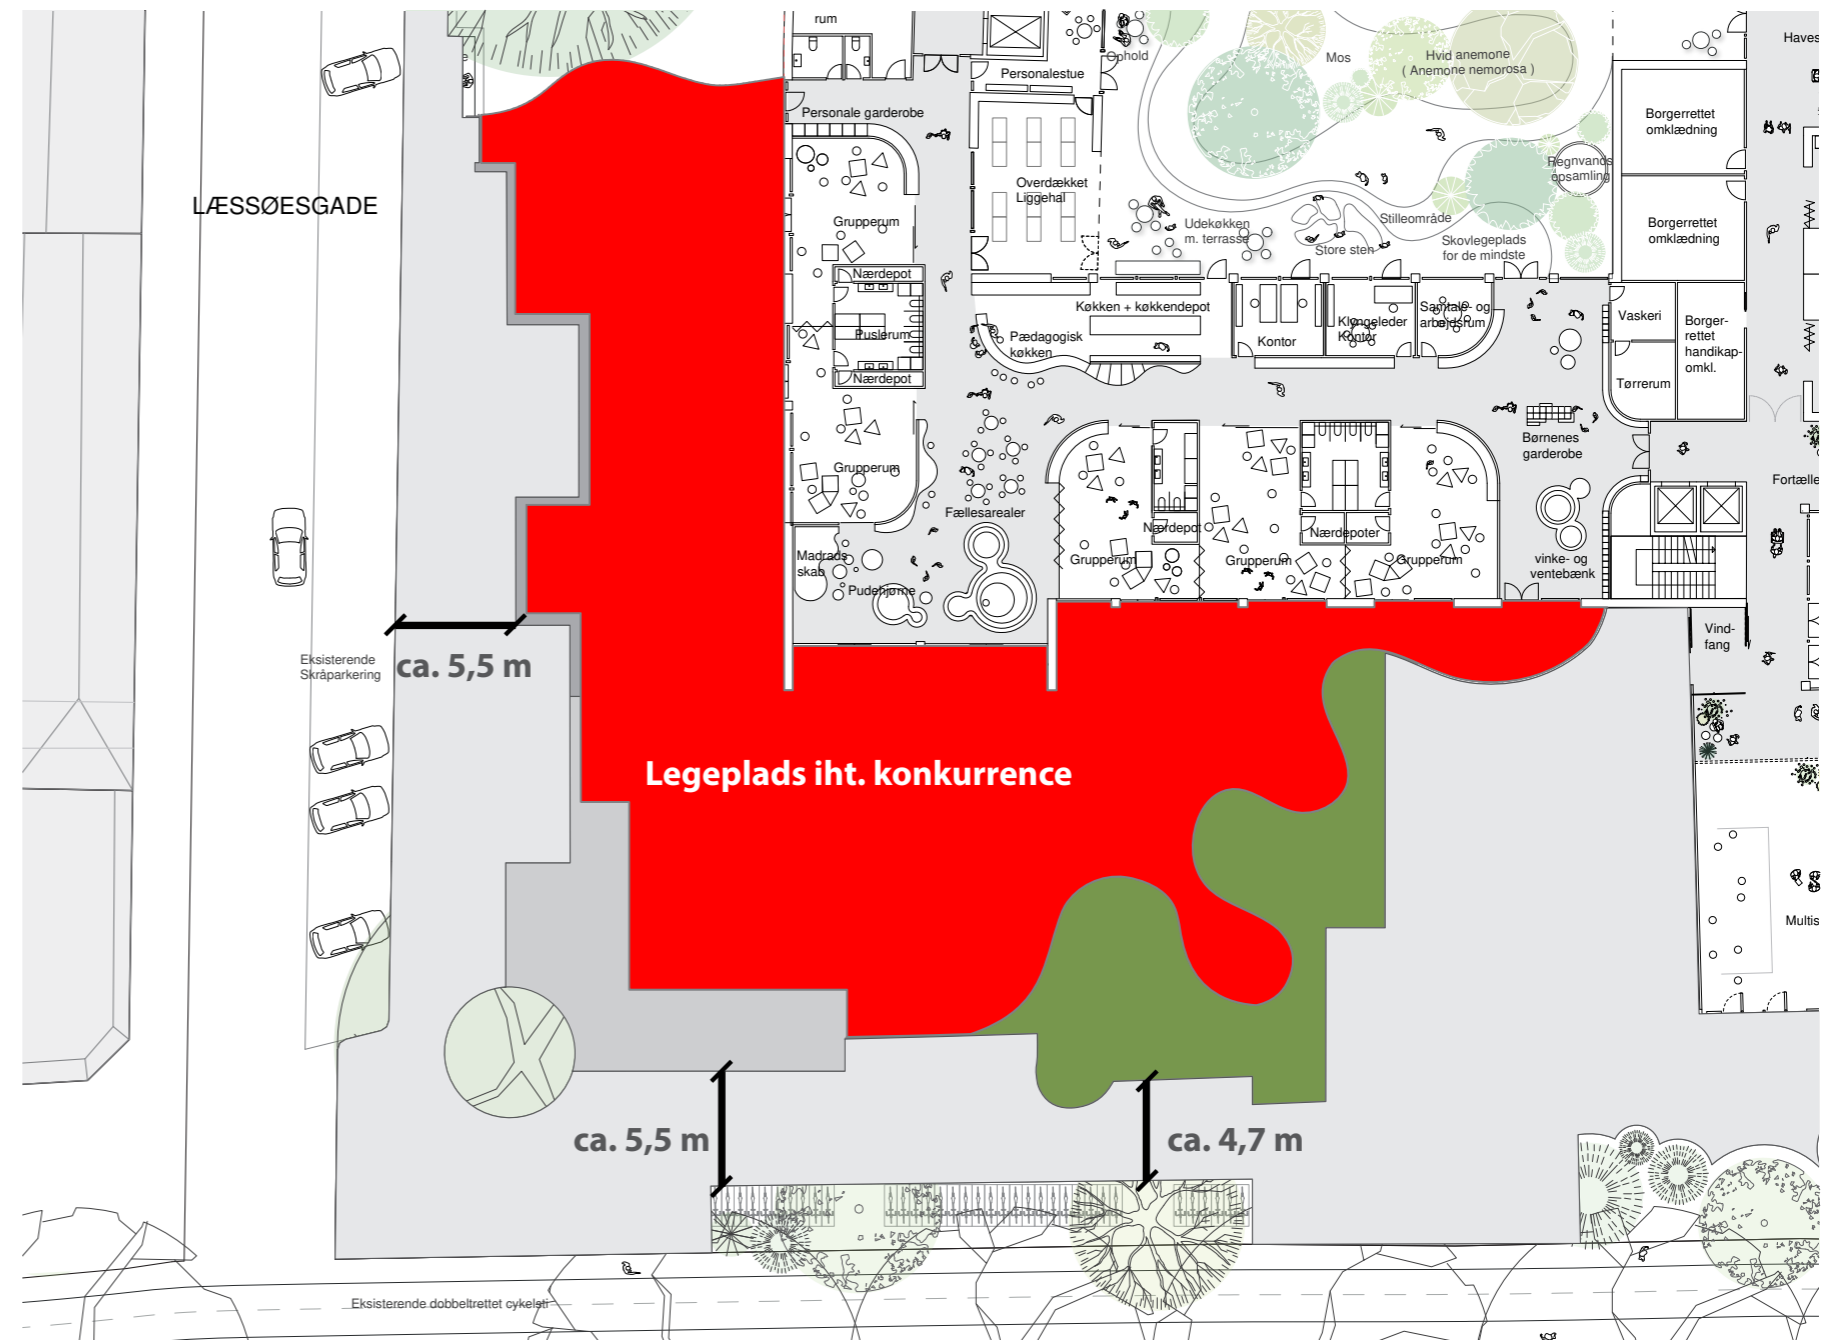 rum
Personalestue
Ophold
Mos
Hvid anemone
( Anemone nemorosa )
Haves
Personale garderobe
Borgerrettet
omklædning
LÆSSØESGADE
Overdækket
Liggehal
Regnvands
opsamling
Grupperum
Udekøkken
m. terrasse
Stilleområde
Store sten
Skovlegeplads
for de mindste
Borgerrettet
omklædning
Nærdepot
Puslerum
Nærdepot
Køkken + køkkendepot
Pædagogisk
køkken
Kontor
Klyngeleder
Kontor
Samtale- og
arbejdsrum
Vaskeri
Borger-
rettet
handikap-
omkl.
Tørrerum
Grupperum
Børnenes
garderobe
Fortælle
Fællesarealer
Nærdepot
Nærdepoter
Madrads
skab
Pudehjørne
Grupperum
Grupperum
Grupperum
vinke- og
ventebænk
Vind-
fang
Eksisterende
Skråparkering
ca. 5,5 m
Legeplads iht. konkurrence
Multis
ca. 5,5 m
ca. 4,7 m
Eksisterende dobbeltrettet cykelsti